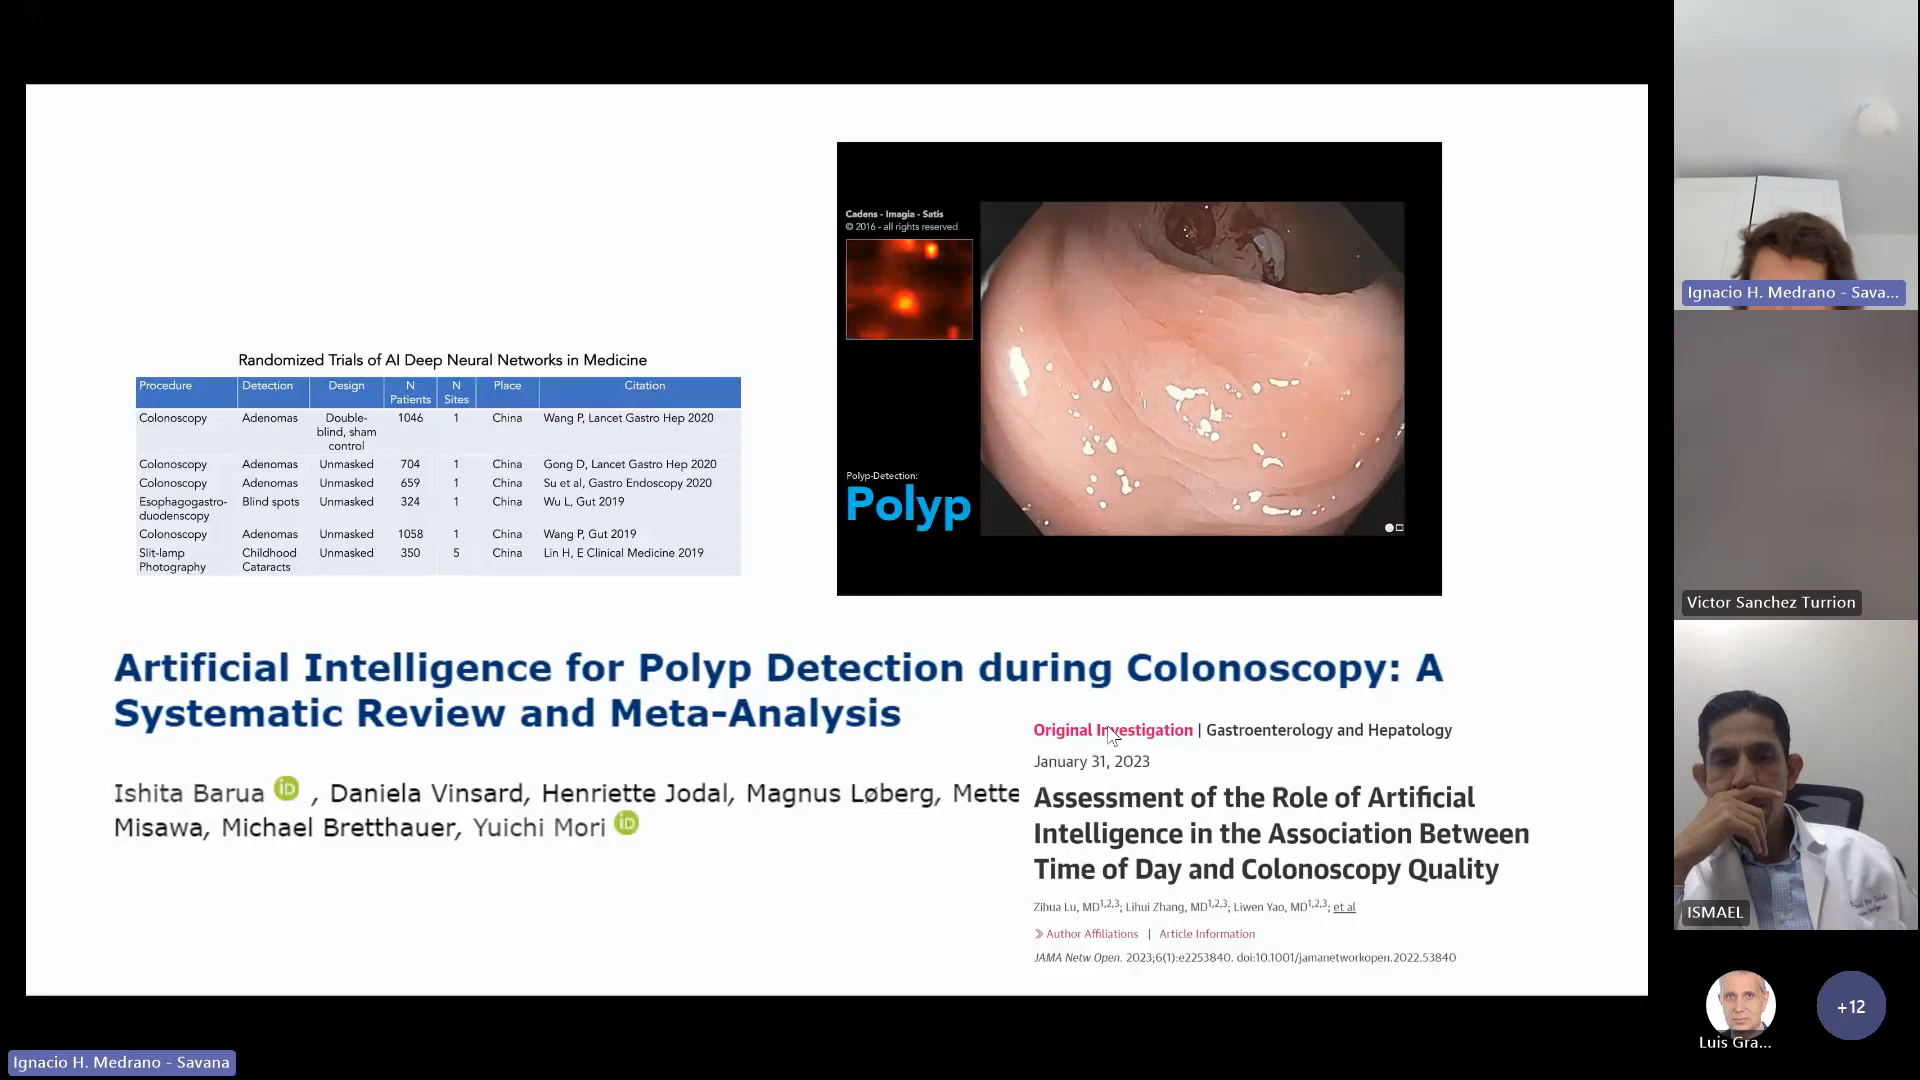 Randomized Trials of AI Deep Neural Networks in Medicine
Procedure Detection Design N Patients N Sites Place Citation
Colonoscopy Adenomas Double-blind, sham control 1046 1 China Wang P, Lancet Gastro Hep 2020
Colonoscopy Adenomas Unmasked 704 1 China Gong D, Lancet Gastro Hep 2020
Colonoscopy Adenomas Unmasked 659 1 China Su et al, Gastro Endoscopy 2020
Esophagogastro-duodenscopy Blind spots Unmasked 324 1 China Wu L, Gut 2019
Colonoscopy Adenomas Unmasked 1058 1 China Wang P, Gut 2019
Slit-lamp Photography Childhood Cataracts Unmasked 350 5 China Lin H, E Clinical Medicine 2019
Cadens - Imagia - Satis
© 2016 - all rights reserved
Polyp-Detection:
Polyp
Artificial Intelligence for Polyp Detection during Colonoscopy: A
Systematic Review and Meta-Analysis
Ishita Barua iD , Daniela Vinsard, Henriette Jodal, Magnus Løberg, Mette
Misawa, Michael Bretthauer, Yuichi Mori iD
Original Investigation | Gastroenterology and Hepatology
January 31, 2023
Assessment of the Role of Artificial
Intelligence in the Association Between
Time of Day and Colonoscopy Quality
Zihua Lu, MD1,2,3; Lihui Zhang, MD1,2,3; Liwen Yao, MD1,2,3; et al
Author Affiliations | Article Information
JAMA Netw Open. 2023;6(1):e2253840. doi:10.1001/jamanetworkopen.2022.53840
Ignacio H. Medrano - Sava...
Victor Sanchez Turrion
ISMAEL
Luis Gra...
+12
Ignacio H. Medrano - Savana